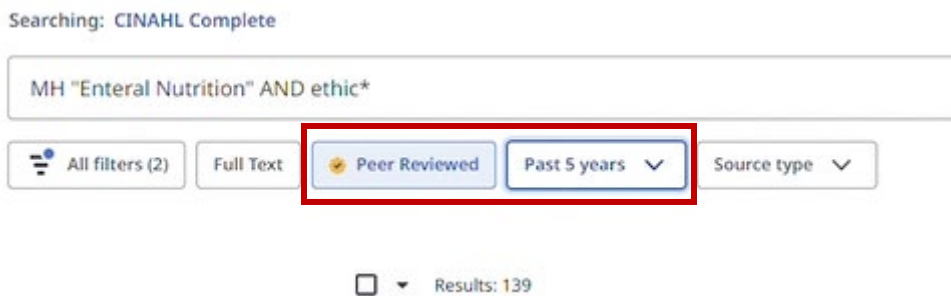 Searching: CINAHL Complete
MH "Enteral Nutrition" AND ethic*
All filters (2) Full Text Peer Reviewed Past 5 years Source type
Results: 139